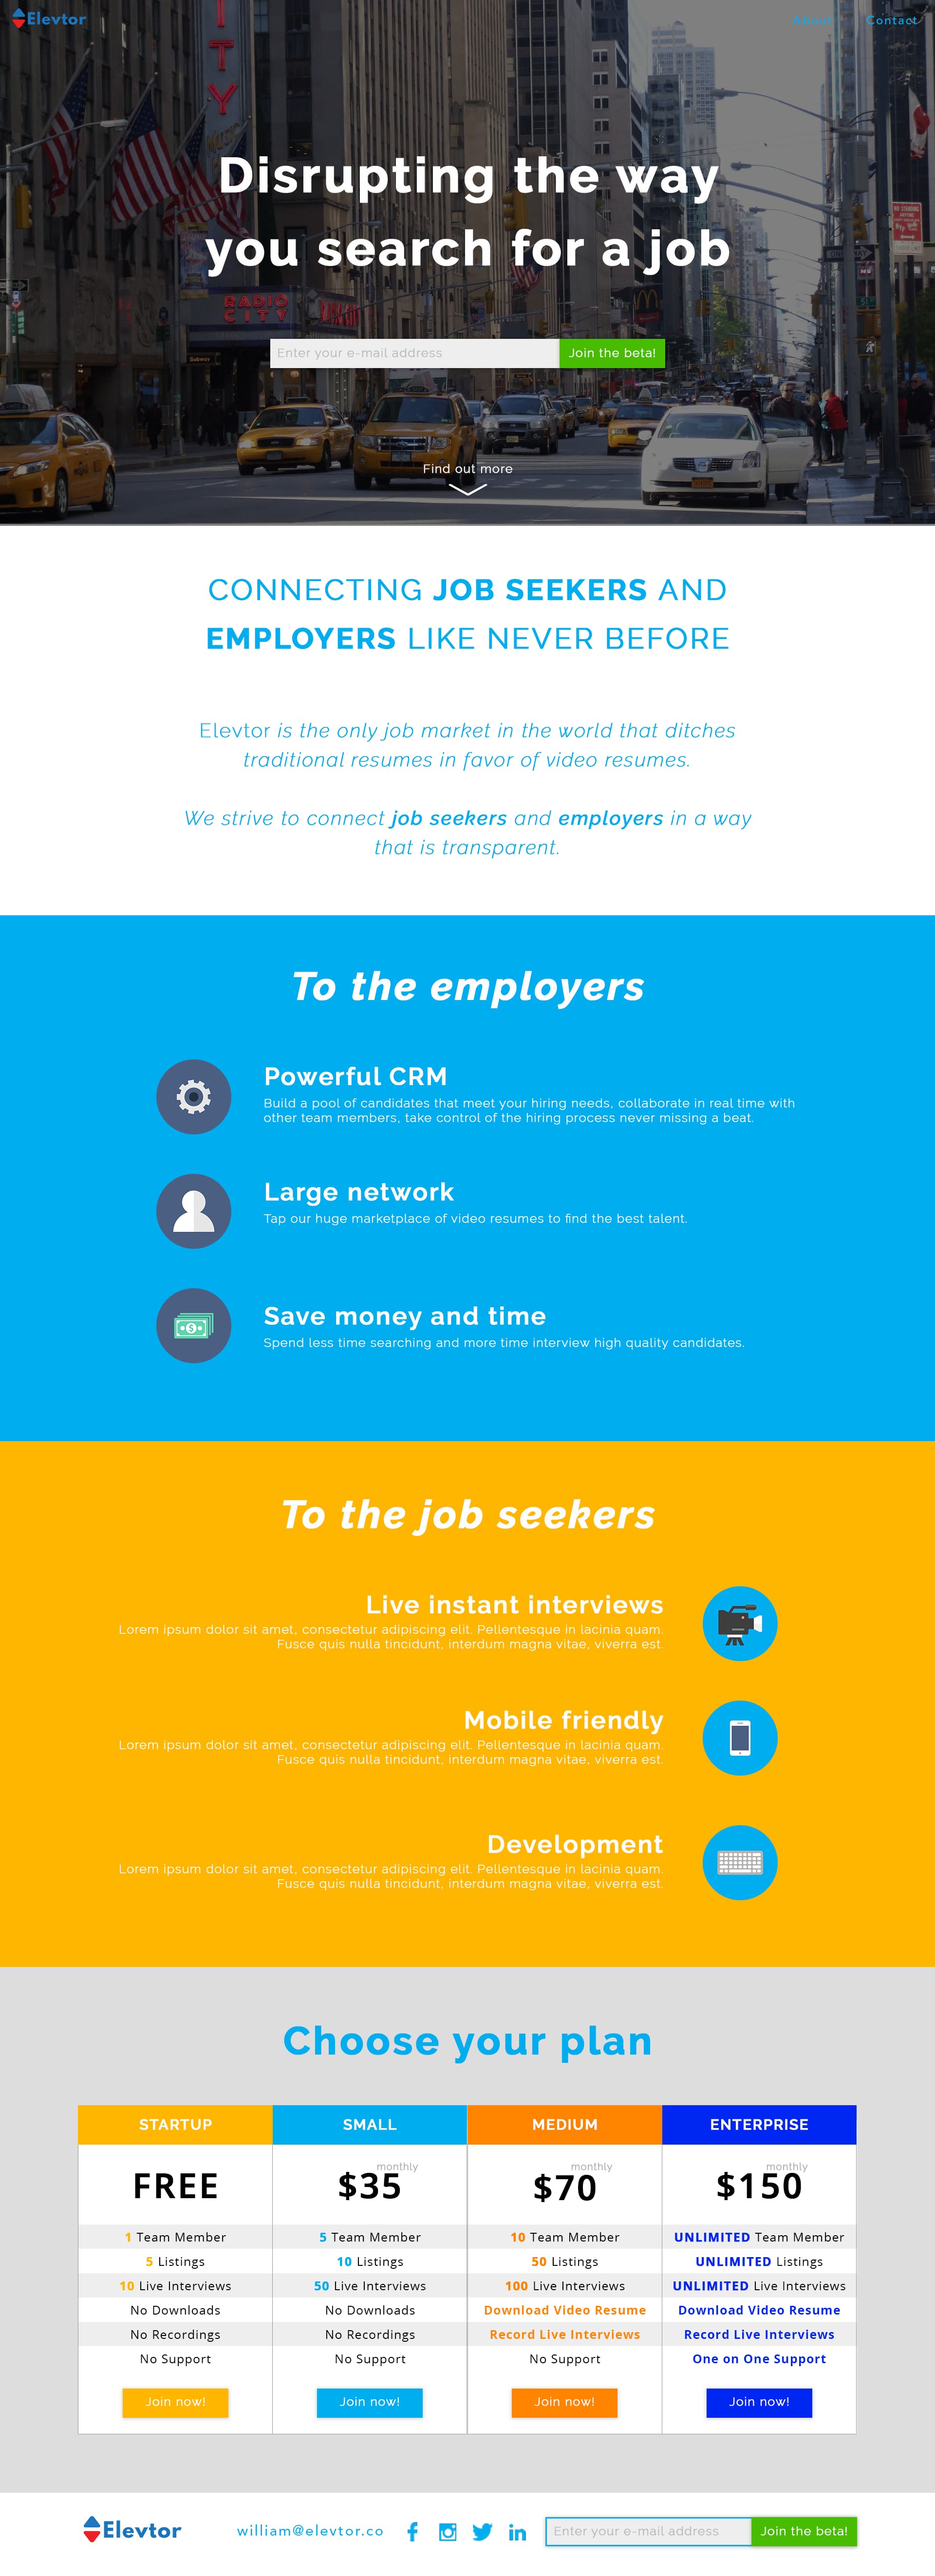 Elevtor
About
Contact
T
Y
Disrupting the way
you search for a job
RADIO
CITY
Subway
Enter your e-mail address
Join the beta!
Find out more
CONNECTING JOB SEEKERS AND
EMPLOYERS LIKE NEVER BEFORE
Elevtor is the only job market in the world that ditches
traditional resumes in favor of video resumes.
We strive to connect job seekers and employers in a way
that is transparent.
To the employers
Powerful CRM
Build a pool of candidates that meet your hiring needs, collaborate in real time with
other team members, take control of the hiring process never missing a beat.
Large network
Tap our huge marketplace of video resumes to find the best talent.
Save money and time
Spend less time searching and more time interview high quality candidates.
To the job seekers
Live instant interviews
Lorem ipsum dolor sit amet, consectetur adipiscing elit. Pellentesque in lacinia quam.
Fusce quis nulla tincidunt, interdum magna vitae, viverra est.
Mobile friendly
Lorem ipsum dolor sit amet, consectetur adipiscing elit. Pellentesque in lacinia quam.
Fusce quis nulla tincidunt, interdum magna vitae, viverra est.
Development
Lorem ipsum dolor sit amet, consectetur adipiscing elit. Pellentesque in lacinia quam.
Fusce quis nulla tincidunt, interdum magna vitae, viverra est.
Choose your plan
STARTUP
FREE
1 Team Member
5 Listings
10 Live Interviews
No Downloads
No Recordings
No Support
Join now!
SMALL
monthly
$35
5 Team Member
10 Listings
50 Live Interviews
No Downloads
No Recordings
No Support
Join now!
MEDIUM
monthly
$70
10 Team Member
50 Listings
100 Live Interviews
Download Video Resume
Record Live Interviews
No Support
Join now!
ENTERPRISE
monthly
$150
UNLIMITED Team Member
UNLIMITED Listings
UNLIMITED Live Interviews
Download Video Resume
Record Live Interviews
One on One Support
Join now!
Elevtor
william@elevtor.co
Enter your e-mail address
Join the beta!